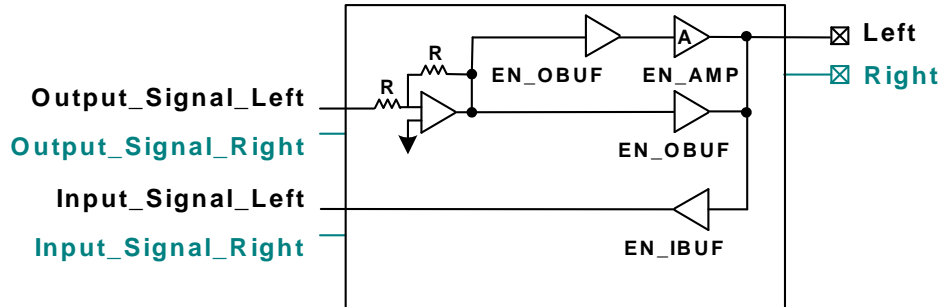 Left
A
R
EN_OBUF
EN_AMP
Right
R
Output_Signal_Left
Output_Signal_Right
EN_OBUF
Input_Signal_Left
Input_Signal_Right
EN_IBUF